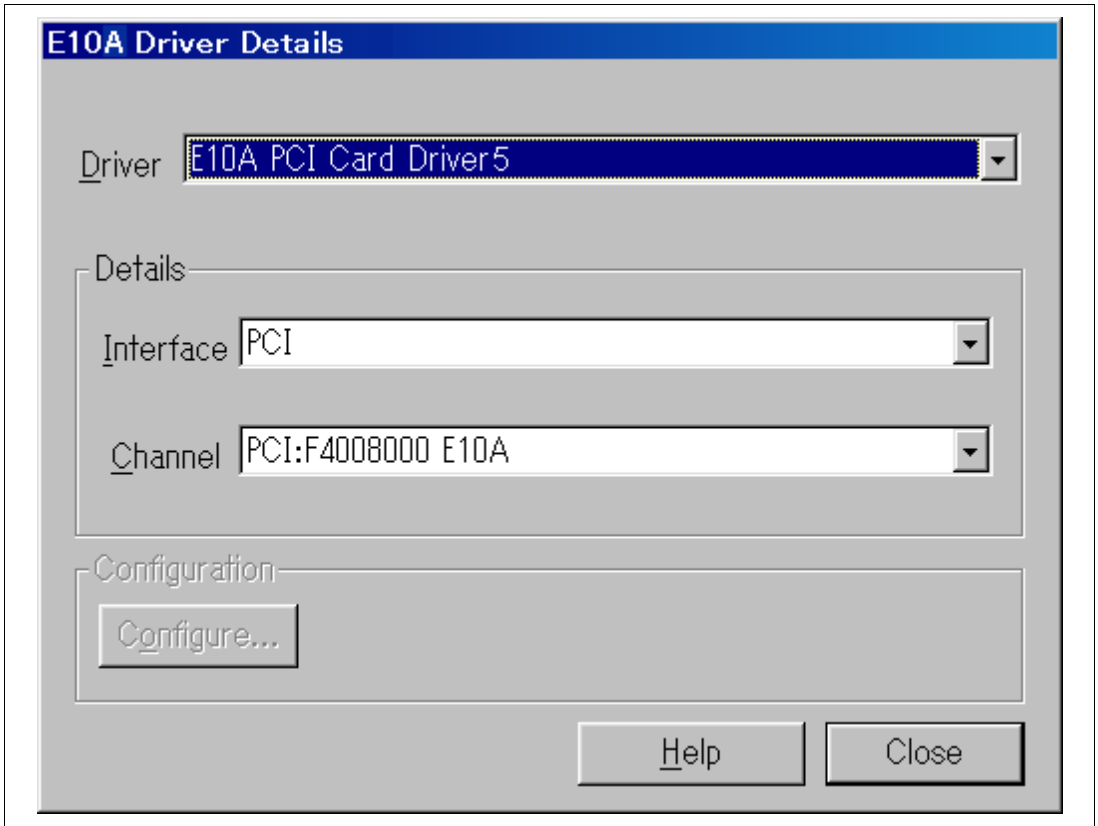 E10A Driver Details
Driver E10A PCI Card Driver5
Details
Interface PCI
Channel PCI:F4008000 E10A
Configuration
Configure...
Help Close